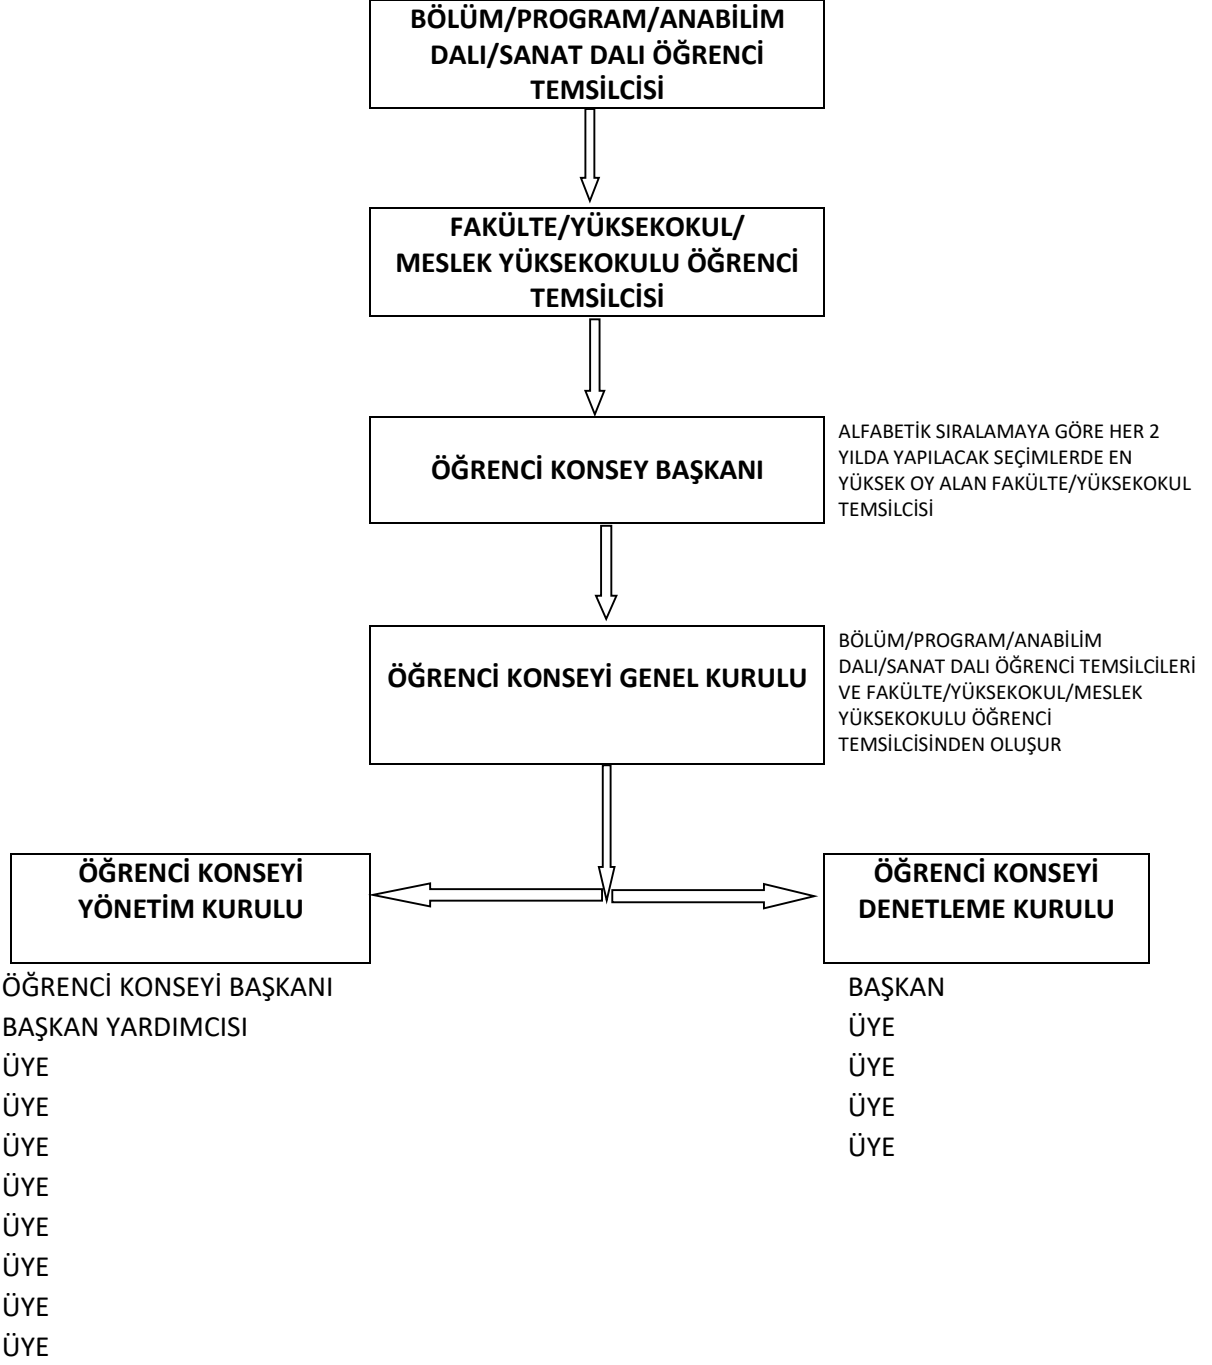 BÖLÜM/PROGRAM/ANABİLİM
DALI/SANAT DALI ÖĞRENCİ
TEMSİLCİSİ
FAKÜLTE/YÜKSEKOKUL/
MESLEK YÜKSEKOKULU ÖĞRENCİ
TEMSİLCİSİ
ÖĞRENCİ KONSEY BAŞKANI
ALFABETİK SIRALAMAYA GÖRE HER 2
YILDA YAPILACAK SEÇİMLERDE EN
YÜKSEK OY ALAN FAKÜLTE/YÜKSEKOKUL
TEMSİLCİSİ
ÖĞRENCİ KONSEYİ GENEL KURULU
BÖLÜM/PROGRAM/ANABİLİM
DALI/SANAT DALI ÖĞRENCİ TEMSİLCİLERİ
VE FAKÜLTE/YÜKSEKOKUL/MESLEK
YÜKSEKOKULU ÖĞRENCİ
TEMSİLCİSİNDEN OLUŞUR
ÖĞRENCİ KONSEYİ
YÖNETİM KURULU
ÖĞRENCİ KONSEYİ BAŞKANI
BAŞKAN YARDIMCISI
ÜYE
ÜYE
ÜYE
ÜYE
ÜYE
ÜYE
ÜYE
ÜYE
ÖĞRENCİ KONSEYİ
DENETLEME KURULU
BAŞKAN
ÜYE
ÜYE
ÜYE
ÜYE